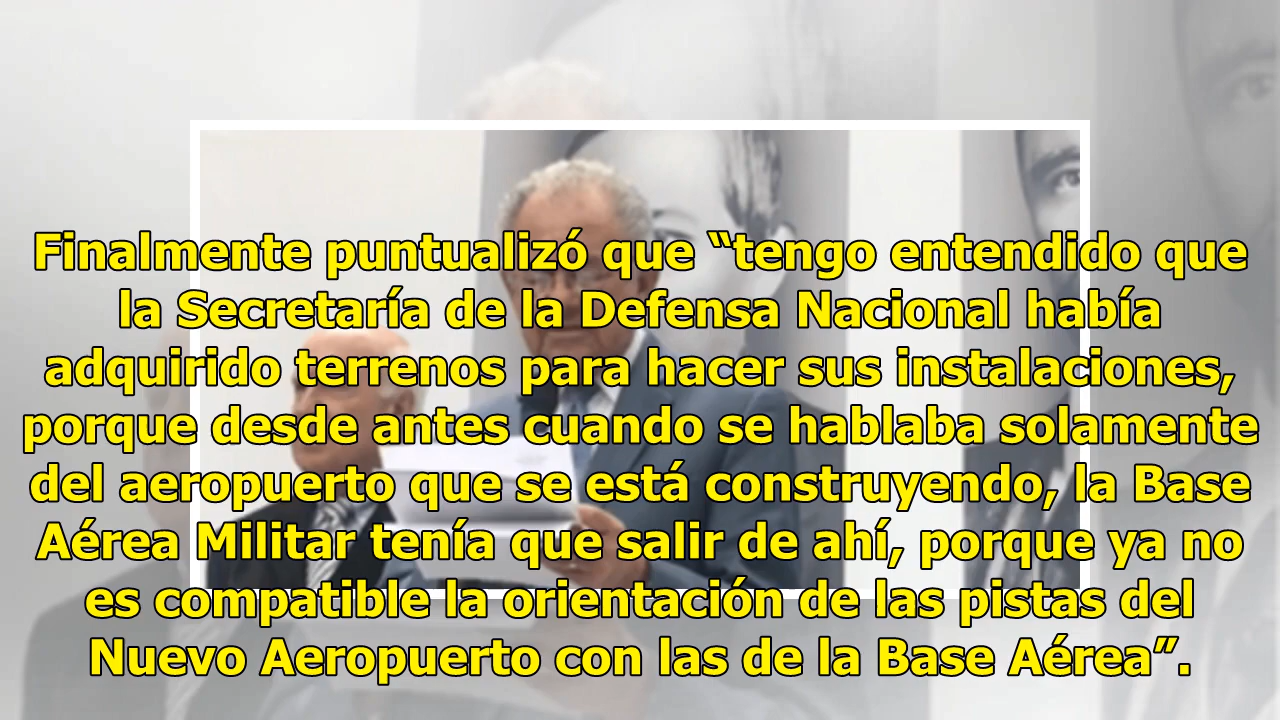 Finalmente puntualizó que “tengo entendido que
la Secretaría de la Defensa Nacional había
adquirido terrenos para hacer sus instalaciones,
porque desde antes cuando se hablaba solamente
del aeropuerto que se está construyendo, la Base
Aérea Militar tenía que salir de ahí, porque ya no
es compatible la orientación de las pistas del
Nuevo Aeropuerto con las de la Base Aérea”.